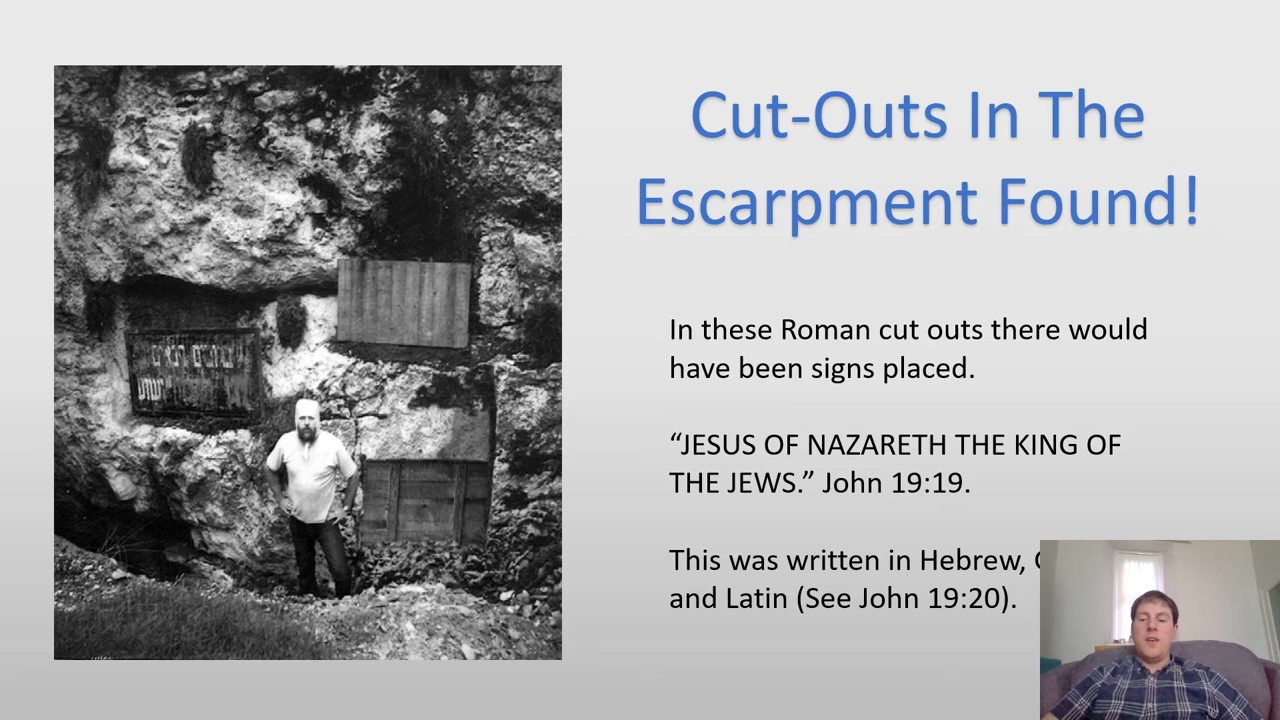 Cut-Outs In The
Escarpment Found!
In these Roman cut outs there would
have been signs placed.
“JESUS OF NAZARETH THE KING OF
THE JEWS.” John 19:19.
This was written in Hebrew,
and Latin (See John 19:20).